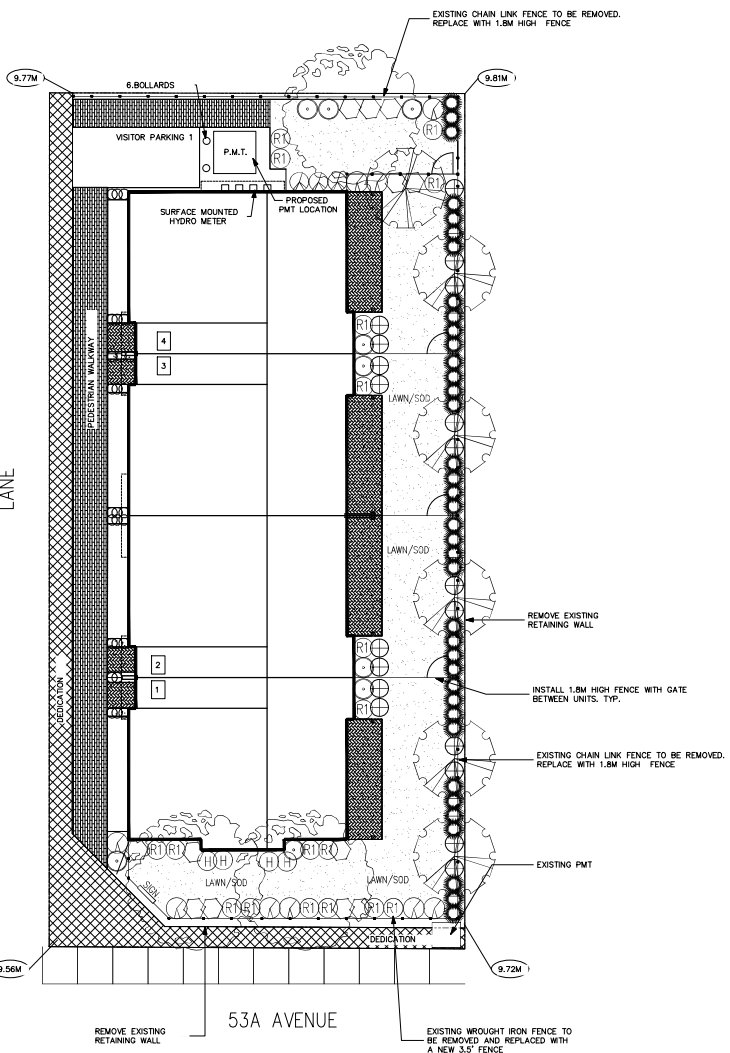 EXISTING CHAIN LINK FENCE TO BE REMOVED.
REPLACE WITH 1.8M HIGH FENCE
9.77M
9.81M
6.BOLLARDS
VISITOR PARKING 1
P.M.T.
R1
R1
R1
R1
PROPOSED
PMT LOCATION
SURFACE MOUNTED
HYDRO METER
R1
4
3
R1
PEDESTRIAN WALKWAY
LAWN/SOD
LANE
LAWN/SOD
REMOVE EXISTING
RETAINING WALL
R1
2
1
R1
INSTALL 1.8M HIGH FENCE WITH GATE
BETWEEN UNITS. TYP.
DEDICATION
EXISTING CHAIN LINK FENCE TO BE REMOVED.
REPLACE WITH 1.8M HIGH FENCE
R1 R1 R1 R1
H H H H
EXISTING PMT
LAWN/SOD LAWN/SOD
SIGN
R1 R1 R1 R1 R1 R1
DEDICATION
9.56M
9.72M
53A AVENUE
REMOVE EXISTING
RETAINING WALL
EXISTING WROUGHT IRON FENCE TO
BE REMOVED AND REPLACED WITH
A NEW 3.5' FENCE